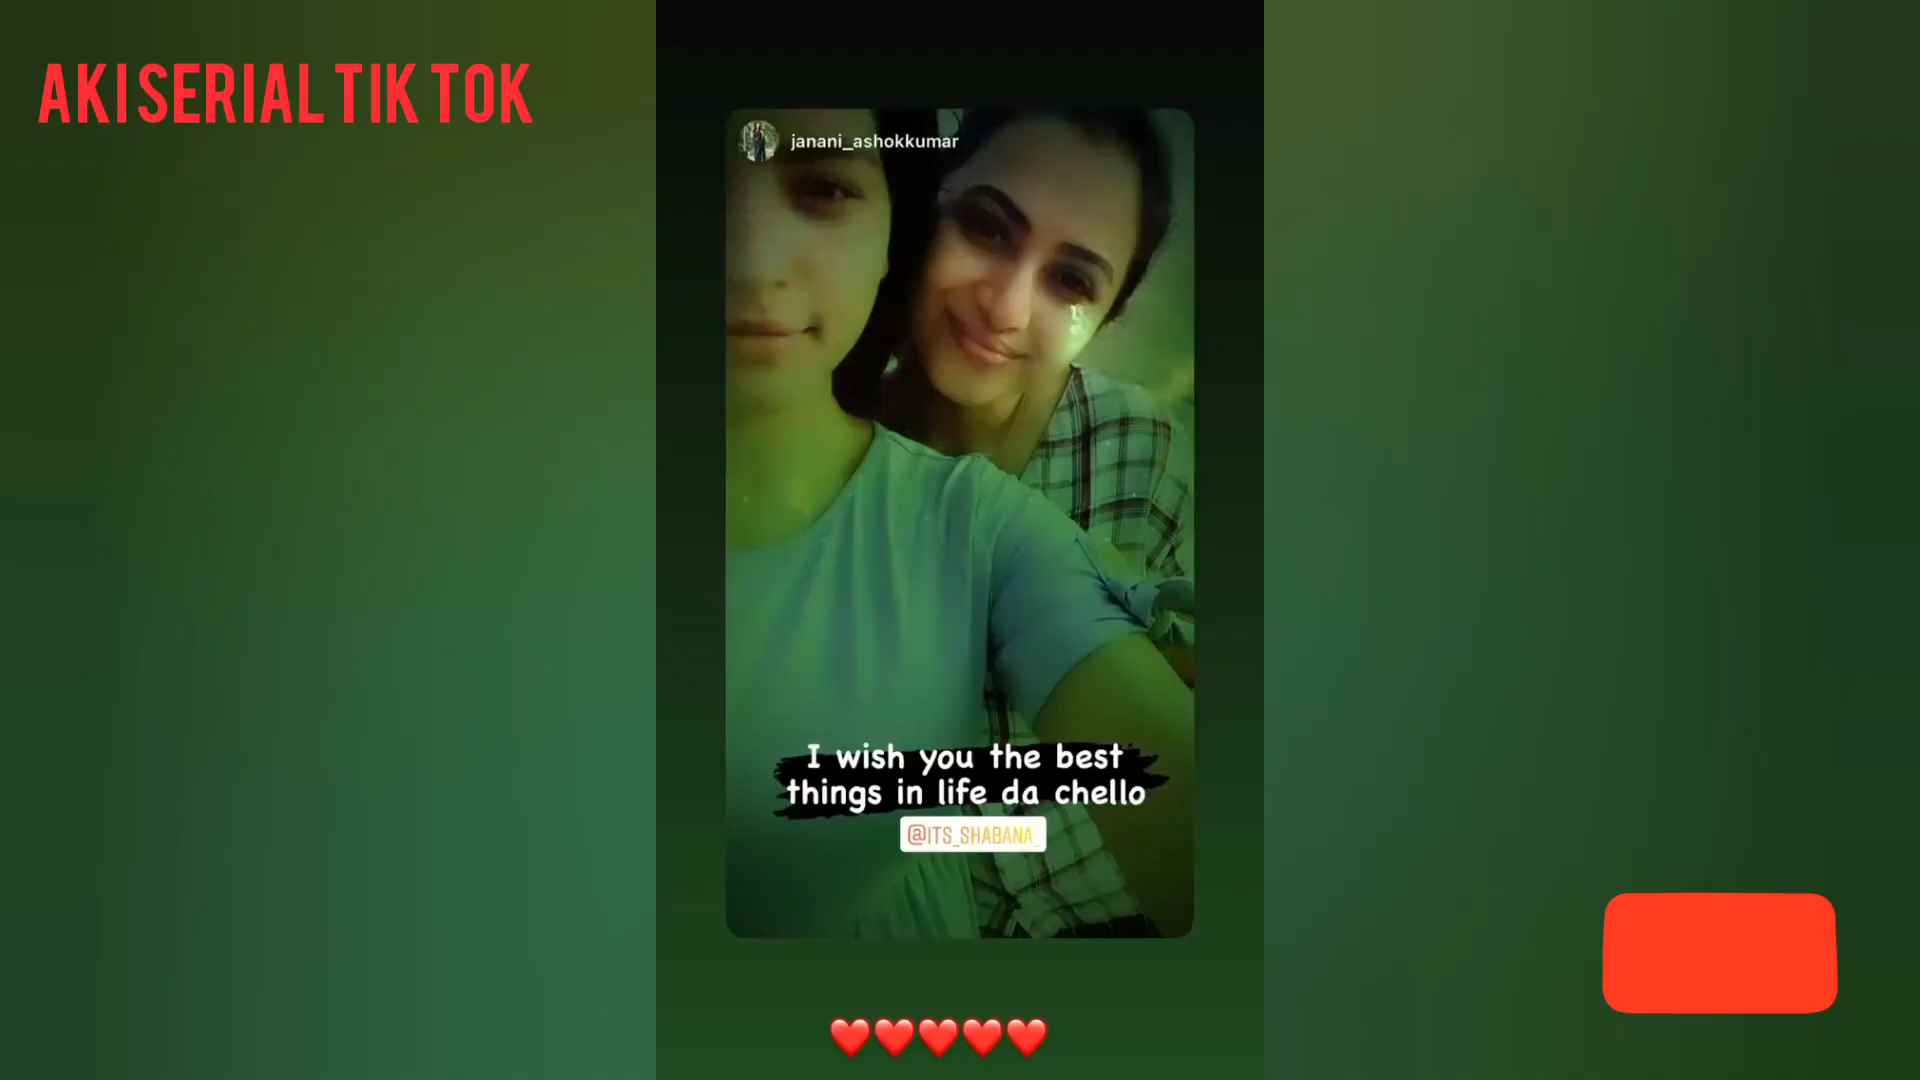 AKI SERIAL TIK TOK
janani_ashokkumar
I wish you the best
things in life da chello
@ITS_SHABANA_